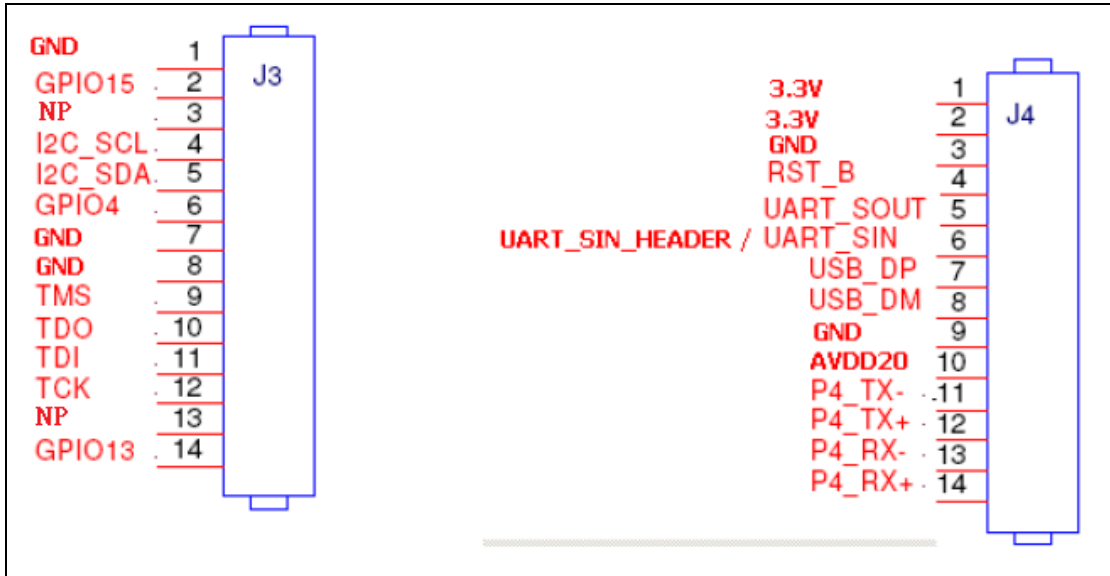 GND 1
J3
GPIO15 2
NP 3
I2C_SCL 4
I2C_SDA 5
GPIO4 6
GND 7
GND 8
TMS 9
TDO 10
TDI 11
TCK 12
NP 13
GPIO13 14
3.3V 1
J4
3.3V 2
GND 3
RST_B 4
UART_SOUT 5
UART_SIN_HEADER / UART_SIN 6
USB_DP 7
USB_DM 8
GND 9
AVDD20 10
P4_TX- 11
P4_TX+ 12
P4_RX- 13
P4_RX+ 14